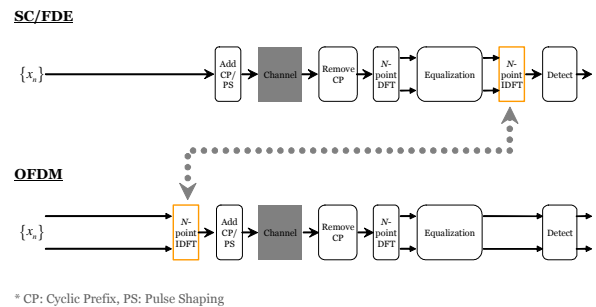 SC/FDE
{xₙ}
Add
CP/
PS
Channel
Remove
CP
N-
point
DFT
Equalization
N-
point
IDFT
Detect
OFDM
{xₙ}
N-
point
IDFT
Add
CP/
PS
Channel
Remove
CP
N-
point
DFT
Equalization
Detect
* CP: Cyclic Prefix, PS: Pulse Shaping